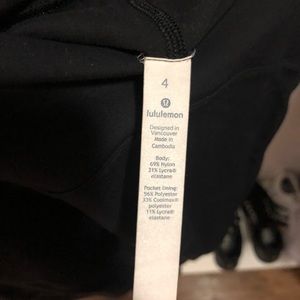 4
lululemon
Designed in
Vancouver
Made in
Cambodia
Body:
69% Nylon
31% Lycra®
elastane
Pocket lining:
56% Polyester
33% Coolmax®
polyester
11% Lycra®
elastane